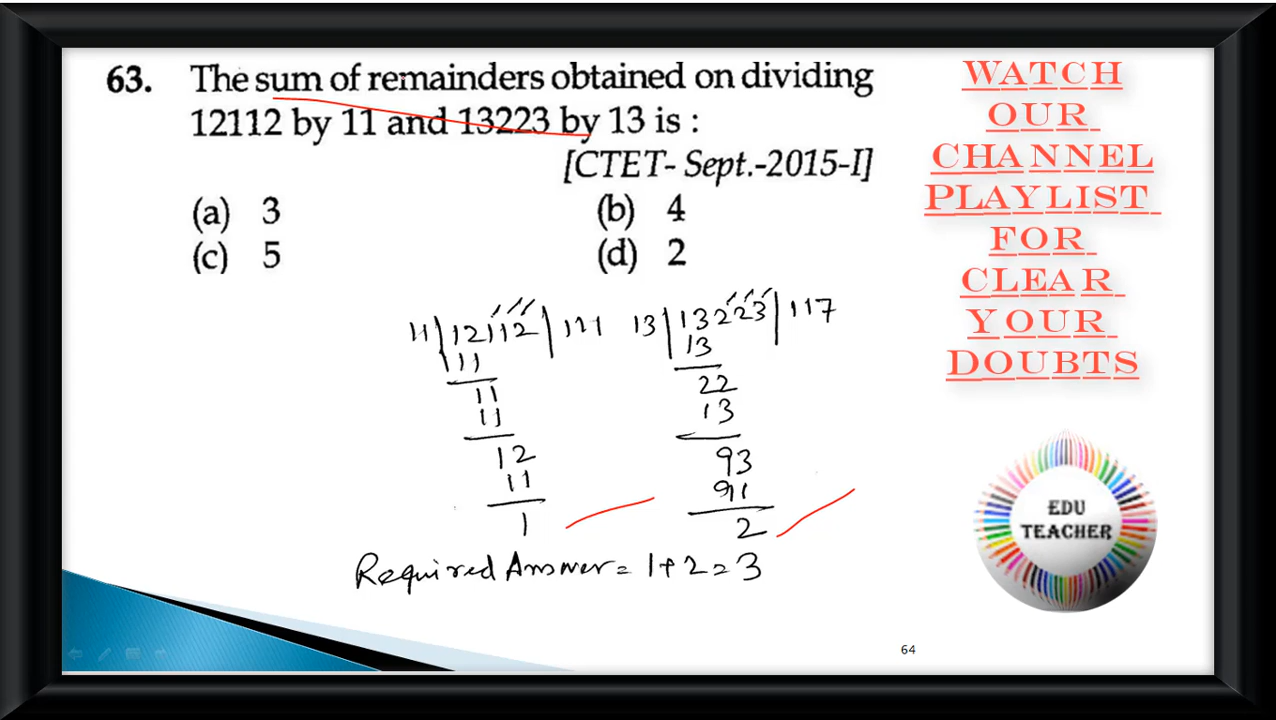 63. The sum of remainders obtained on dividing
12112 by 11 and 13223 by 13 is :
[CTET- Sept.-2015-I]
(a) 3 (b) 4
(c) 5 (d) 2
11 12112 13 13223 117
11 13
11 22
11 13
12 93
11 91
1 2
Required Answer = 1+2=3
WATCH
OUR
CHANNEL
PLAYLIST
FOR
CLEAR
YOUR
DOUBTS
EDU
TEACHER
64